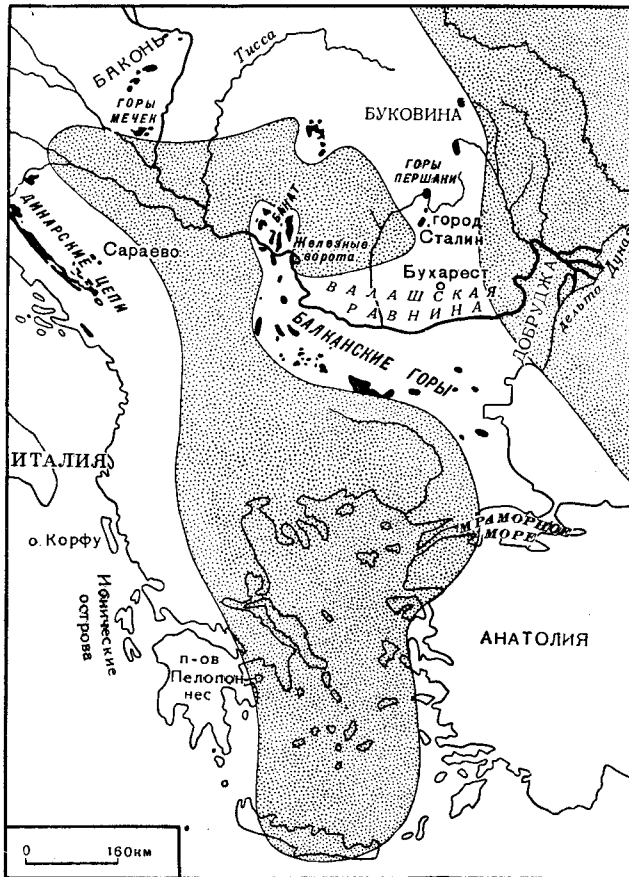 Тисса
БАКОНЬ
ГОРЫ
МЕЧЕК
БУКОВИНА
ГОРЫ
ПЕРШАНИ
город
Сталин
БАНАТ
Железные
ворота
ДИНАРСКИЕ ЦЕПИ
Сараево
Бухарест
ВАЛАШСКАЯ
РАВНИНА
ДОБРУДЖА
дельта Дуная
БАЛКАНСКИЕ ГОРЫ
ИТАЛИЯ
о. Корфу
МРАМОРНОЕ
МОРЕ
Ионические
острова
АНАТОЛИЯ
п-ов
Пелопон-
нес
0 160км